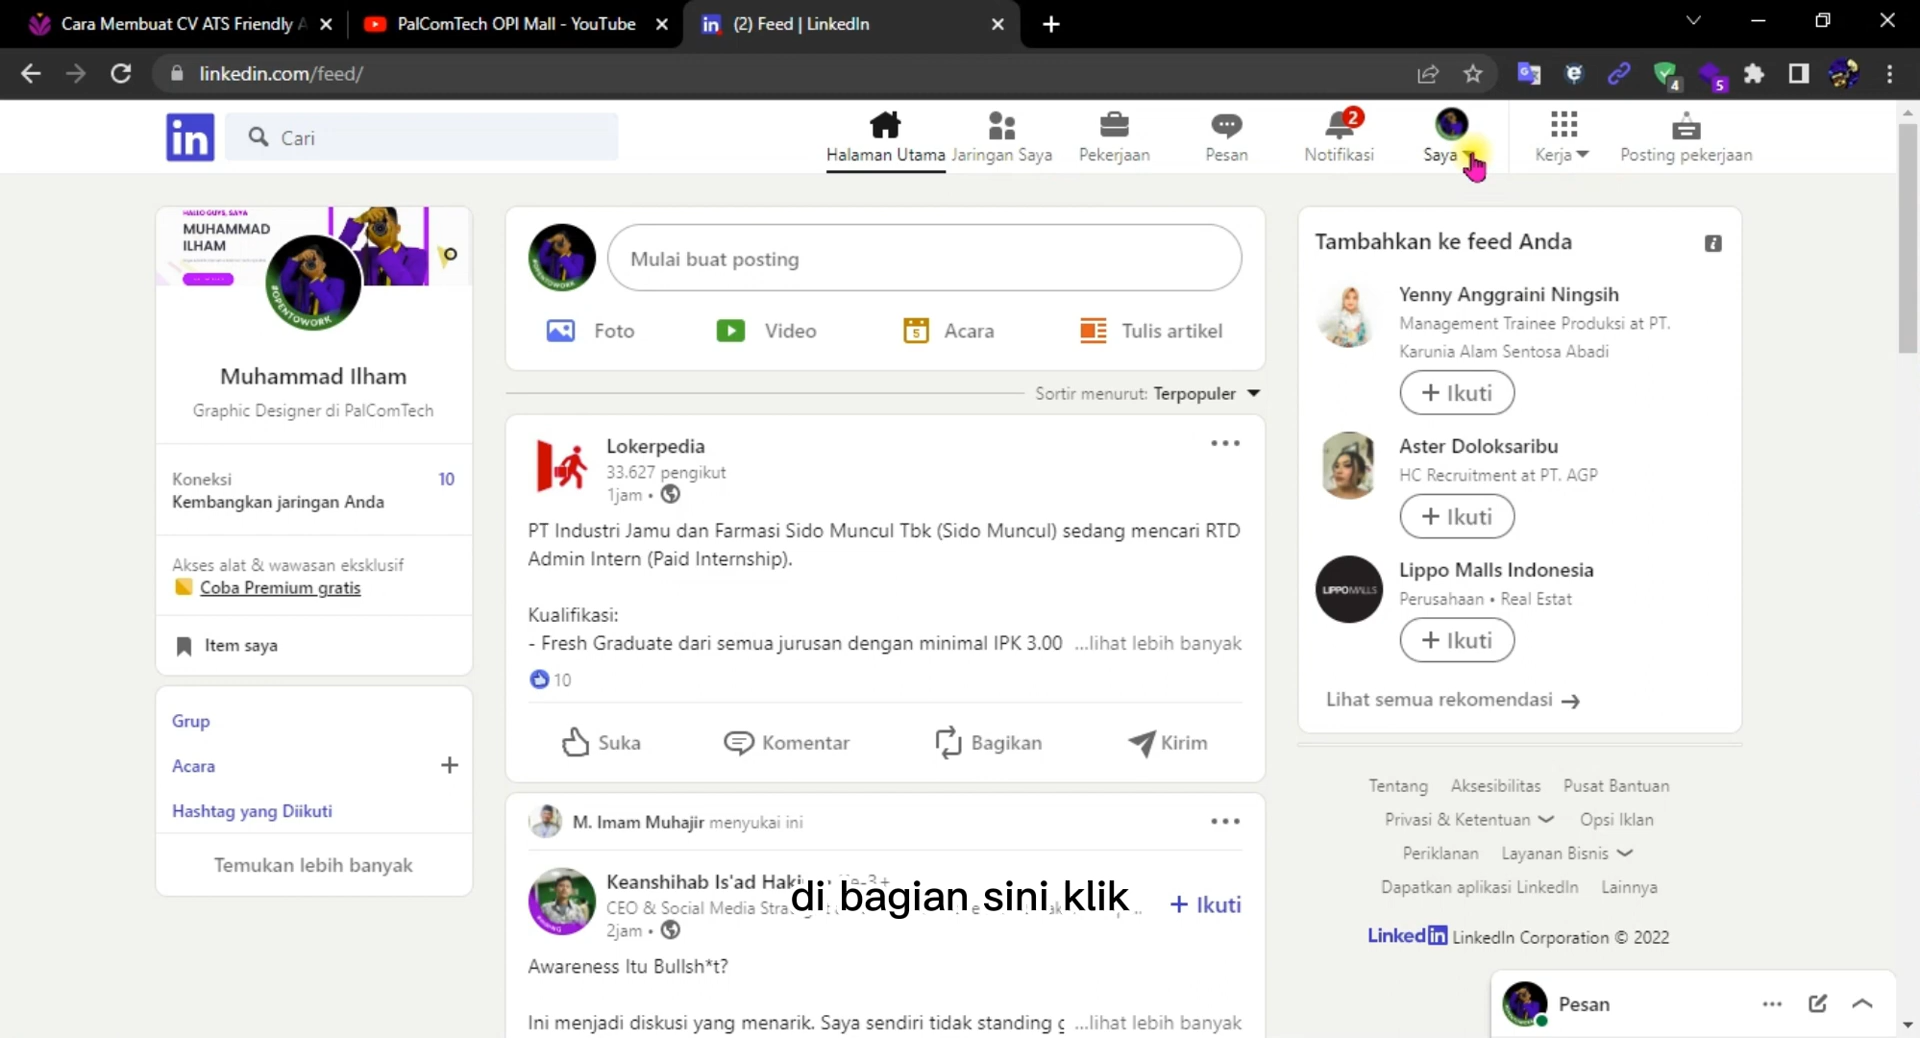 Cara Membuat CV ATS Friendly
PalComTech OPI Mall - YouTube
(2) Feed | LinkedIn
linkedin.com/feed/
4
5
in
Cari
Halaman Utama
Jaringan Saya
Pekerjaan
Pesan
2
Notifikasi
Saya
Kerja
Posting pekerjaan
HALLO GUYS, SAYA
MUHAMMAD
ILHAM
#OPENTOWORK
Muhammad Ilham
Graphic Designer di PalComTech
Koneksi 10
Kembangkan jaringan Anda
Akses alat & wawasan eksklusif
Coba Premium gratis
Item saya
Grup
Acara +
Hashtag yang Diikuti
Temukan lebih banyak
Mulai buat posting
Foto
Video
5
Acara
Tulis artikel
Sortir menurut: Terpopuler
Lokerpedia
33.627 pengikut
1jam •
PT Industri Jamu dan Farmasi Sido Muncul Tbk (Sido Muncul) sedang mencari RTD
Admin Intern (Paid Internship).
Kualifikasi:
- Fresh Graduate dari semua jurusan dengan minimal IPK 3.00 ...lihat lebih banyak
10
Suka
Komentar
Bagikan
Kirim
M. Imam Muhajir menyukai ini
Keanshihab Is'ad
CEO & Social Media
2jam •
+ Ikuti
Awareness Itu Bullsh*t?
Ini menjadi diskusi yang menarik. Saya sendiri tidak standing ...lihat lebih banyak
di bagian sini klik
Tambahkan ke feed Anda
Yenny Anggraini Ningsih
Management Trainee Produksi at PT.
Karunia Alam Sentosa Abadi
+ Ikuti
Aster Doloksaribu
HC Recruitment at PT. AGP
+ Ikuti
LIPPOMALLS
Lippo Malls Indonesia
Perusahaan • Real Estat
+ Ikuti
Lihat semua rekomendasi →
Tentang Aksesibilitas Pusat Bantuan
Privasi & Ketentuan Opsi Iklan
Periklanan Layanan Bisnis
Dapatkan aplikasi LinkedIn Lainnya
LinkedIn LinkedIn Corporation © 2022
Pesan